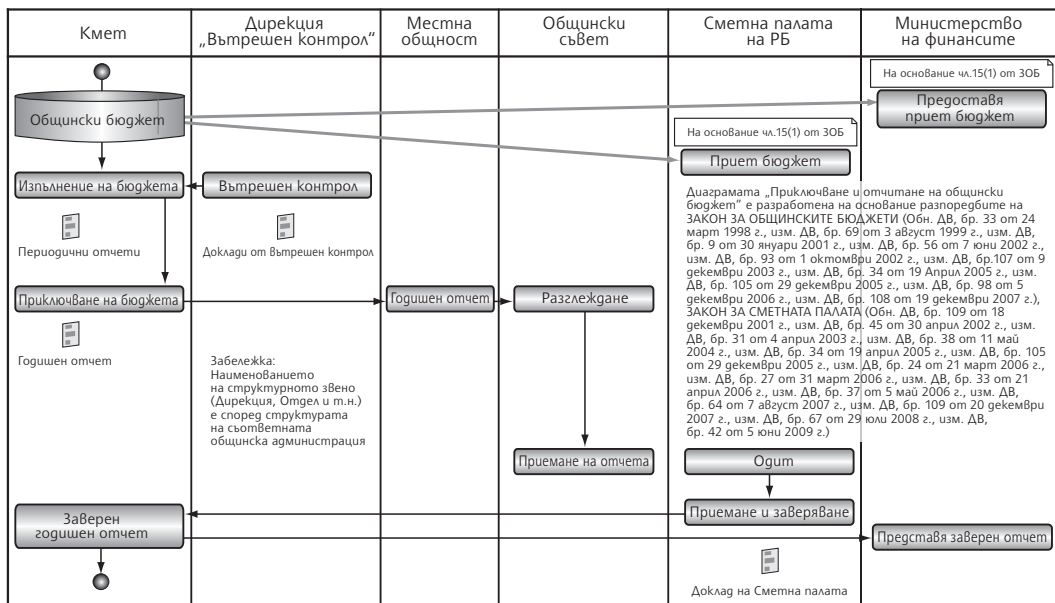 Кмет
Дирекция
„Вътрешен контрол“
Местна
общност
Общински
съвет
Сметна палата
на РБ
Министерство
на финансите
На основание чл.15(1) от ЗОБ
Общински бюджет
Предоставя
приет бюджет
На основание чл.15(1) от ЗОБ
Приет бюджет
Изпълнение на бюджета
Вътрешен контрол
Периодични отчети
Доклади от вътрешен контрол
Диаграмата „Приключване и отчитане на общински
бюджет“ е разработена на основание разпоредбите на
ЗАКОН ЗА ОБЩИНСКИТЕ БЮДЖЕТИ (Обн. ДВ, бр. 33 от 24
март 1998 г., изм. ДВ, бр. 69 от 3 август 1999 г., изм. ДВ,
бр. 9 от 30 януари 2001 г., изм. ДВ, бр. 56 от 7 юни 2002 г.,
изм. ДВ, бр. 93 от 1 октомври 2002 г., изм. ДВ, бр.107 от 9
декември 2003 г., изм. ДВ, бр. 34 от 19 Април 2005 г., изм.
ДВ, бр. 105 от 29 декември 2005 г., изм. ДВ, бр. 98 от 5
декември 2006 г., изм. ДВ, бр. 108 от 19 декември 2007 г.),
ЗАКОН ЗА СМЕТНАТА ПАЛАТА (Обн. ДВ, бр. 109 от 18
декември 2001 г., изм. ДВ, бр. 45 от 30 април 2002 г., изм.
ДВ, бр. 31 от 4 април 2003 г., изм. ДВ, бр. 38 от 11 май
2004 г., изм. ДВ, бр. 34 от 19 април 2005 г., изм. ДВ, бр. 105
от 29 декември 2005 г., изм. ДВ, бр. 24 от 21 март 2006 г.,
изм. ДВ, бр. 27 от 31 март 2006 г., изм. ДВ, бр. 33 от 21
април 2006 г., изм. ДВ, бр. 37 от 5 май 2006 г., изм. ДВ,
бр. 64 от 7 август 2007 г., изм. ДВ, бр. 109 от 20 декември
2007 г., изм. ДВ, бр. 67 от 29 юли 2008 г., изм. ДВ,
бр. 42 от 5 юни 2009 г.)
Приключване на бюджета
Годишен отчет
Разглеждане
Годишен отчет
Забележка:
Наименованието
на структурното звено
(Дирекция, Отдел и т.н.)
е според структурата
на съответната
общинска администрация
Приемане на отчета
Одит
Приемане и заверяване
Заверен
годишен отчет
Представя заверен отчет
Доклад на Сметна палата